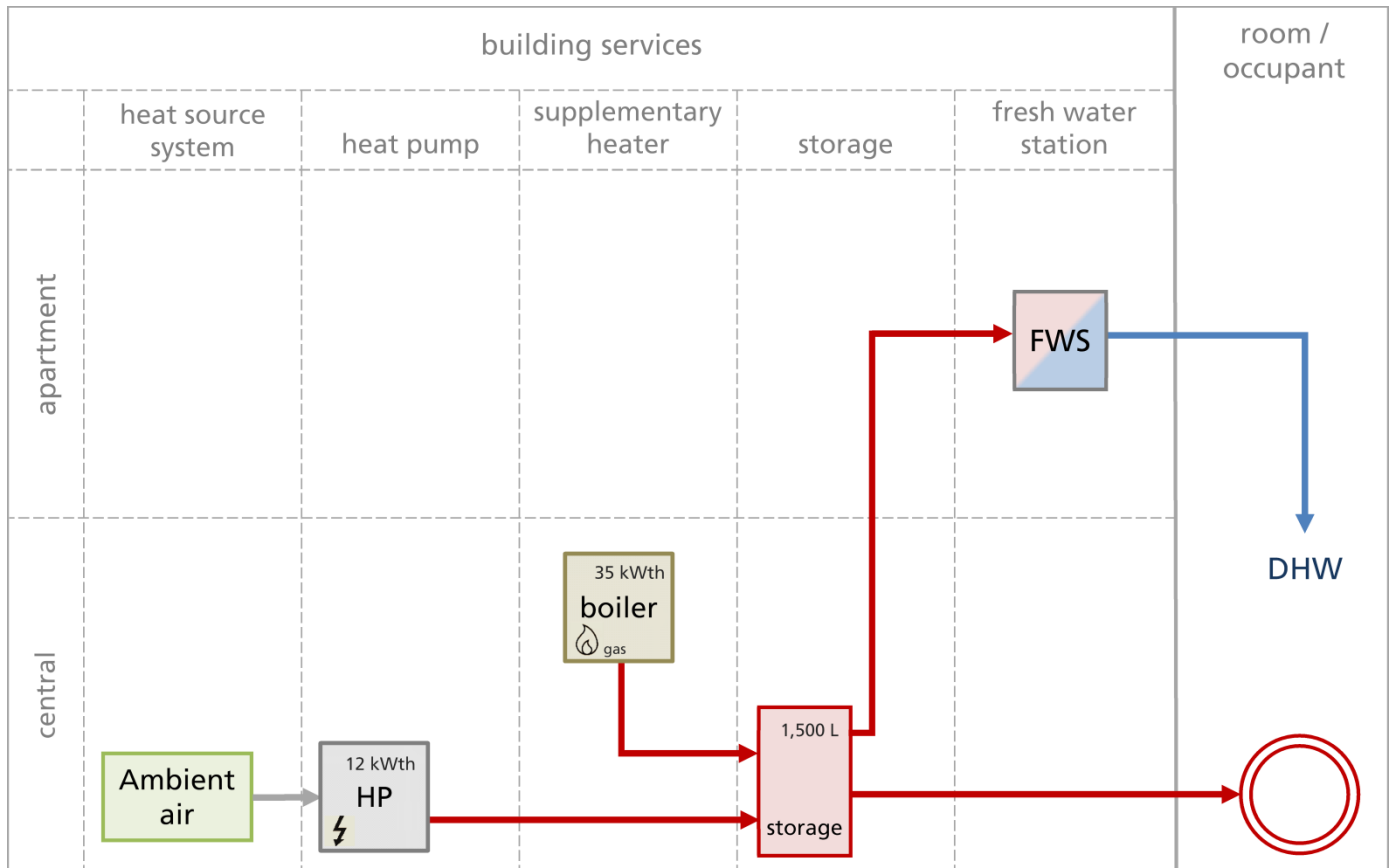 building services
room /
occupant
heat source
system
heat pump
supplementary
heater
storage
fresh water
station
apartment
FWS
DHW
central
35 kWth
boiler
gas
1,500 L
storage
Ambient
air
12 kWth
HP